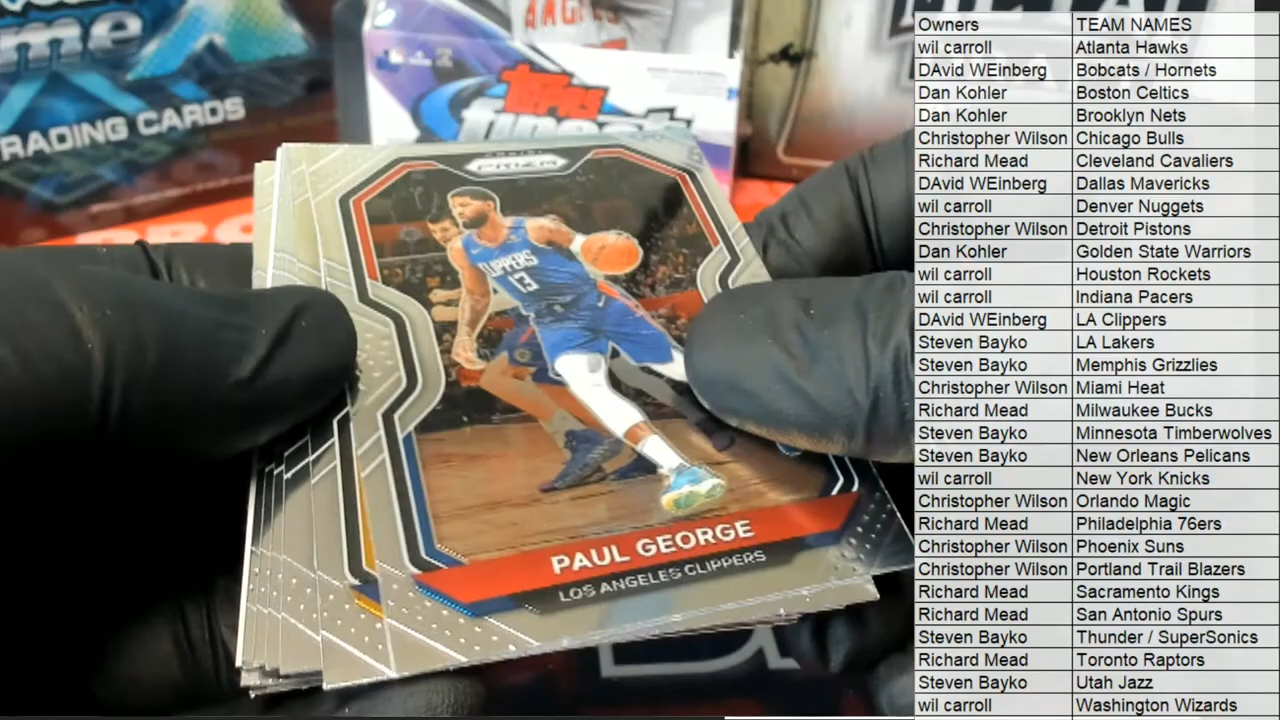 me
TRADING CARDS
ANGELS
TOPPS
finest
METAL
PANINI
PRIZM
CLIPPERS
13
PAUL GEORGE
LOS ANGELES CLIPPERS
Owners TEAM NAMES
wil carroll Atlanta Hawks
DAvid WEinberg Bobcats / Hornets
Dan Kohler Boston Celtics
Dan Kohler Brooklyn Nets
Christopher Wilson Chicago Bulls
Richard Mead Cleveland Cavaliers
DAvid WEinberg Dallas Mavericks
wil carroll Denver Nuggets
Christopher Wilson Detroit Pistons
Dan Kohler Golden State Warriors
wil carroll Houston Rockets
wil carroll Indiana Pacers
DAvid WEinberg LA Clippers
Steven Bayko LA Lakers
Steven Bayko Memphis Grizzlies
Christopher Wilson Miami Heat
Richard Mead Milwaukee Bucks
Steven Bayko Minnesota Timberwolves
Steven Bayko New Orleans Pelicans
wil carroll New York Knicks
Christopher Wilson Orlando Magic
Richard Mead Philadelphia 76ers
Christopher Wilson Phoenix Suns
Christopher Wilson Portland Trail Blazers
Richard Mead Sacramento Kings
Richard Mead San Antonio Spurs
Steven Bayko Thunder / SuperSonics
Richard Mead Toronto Raptors
Steven Bayko Utah Jazz
wil carroll Washington Wizards